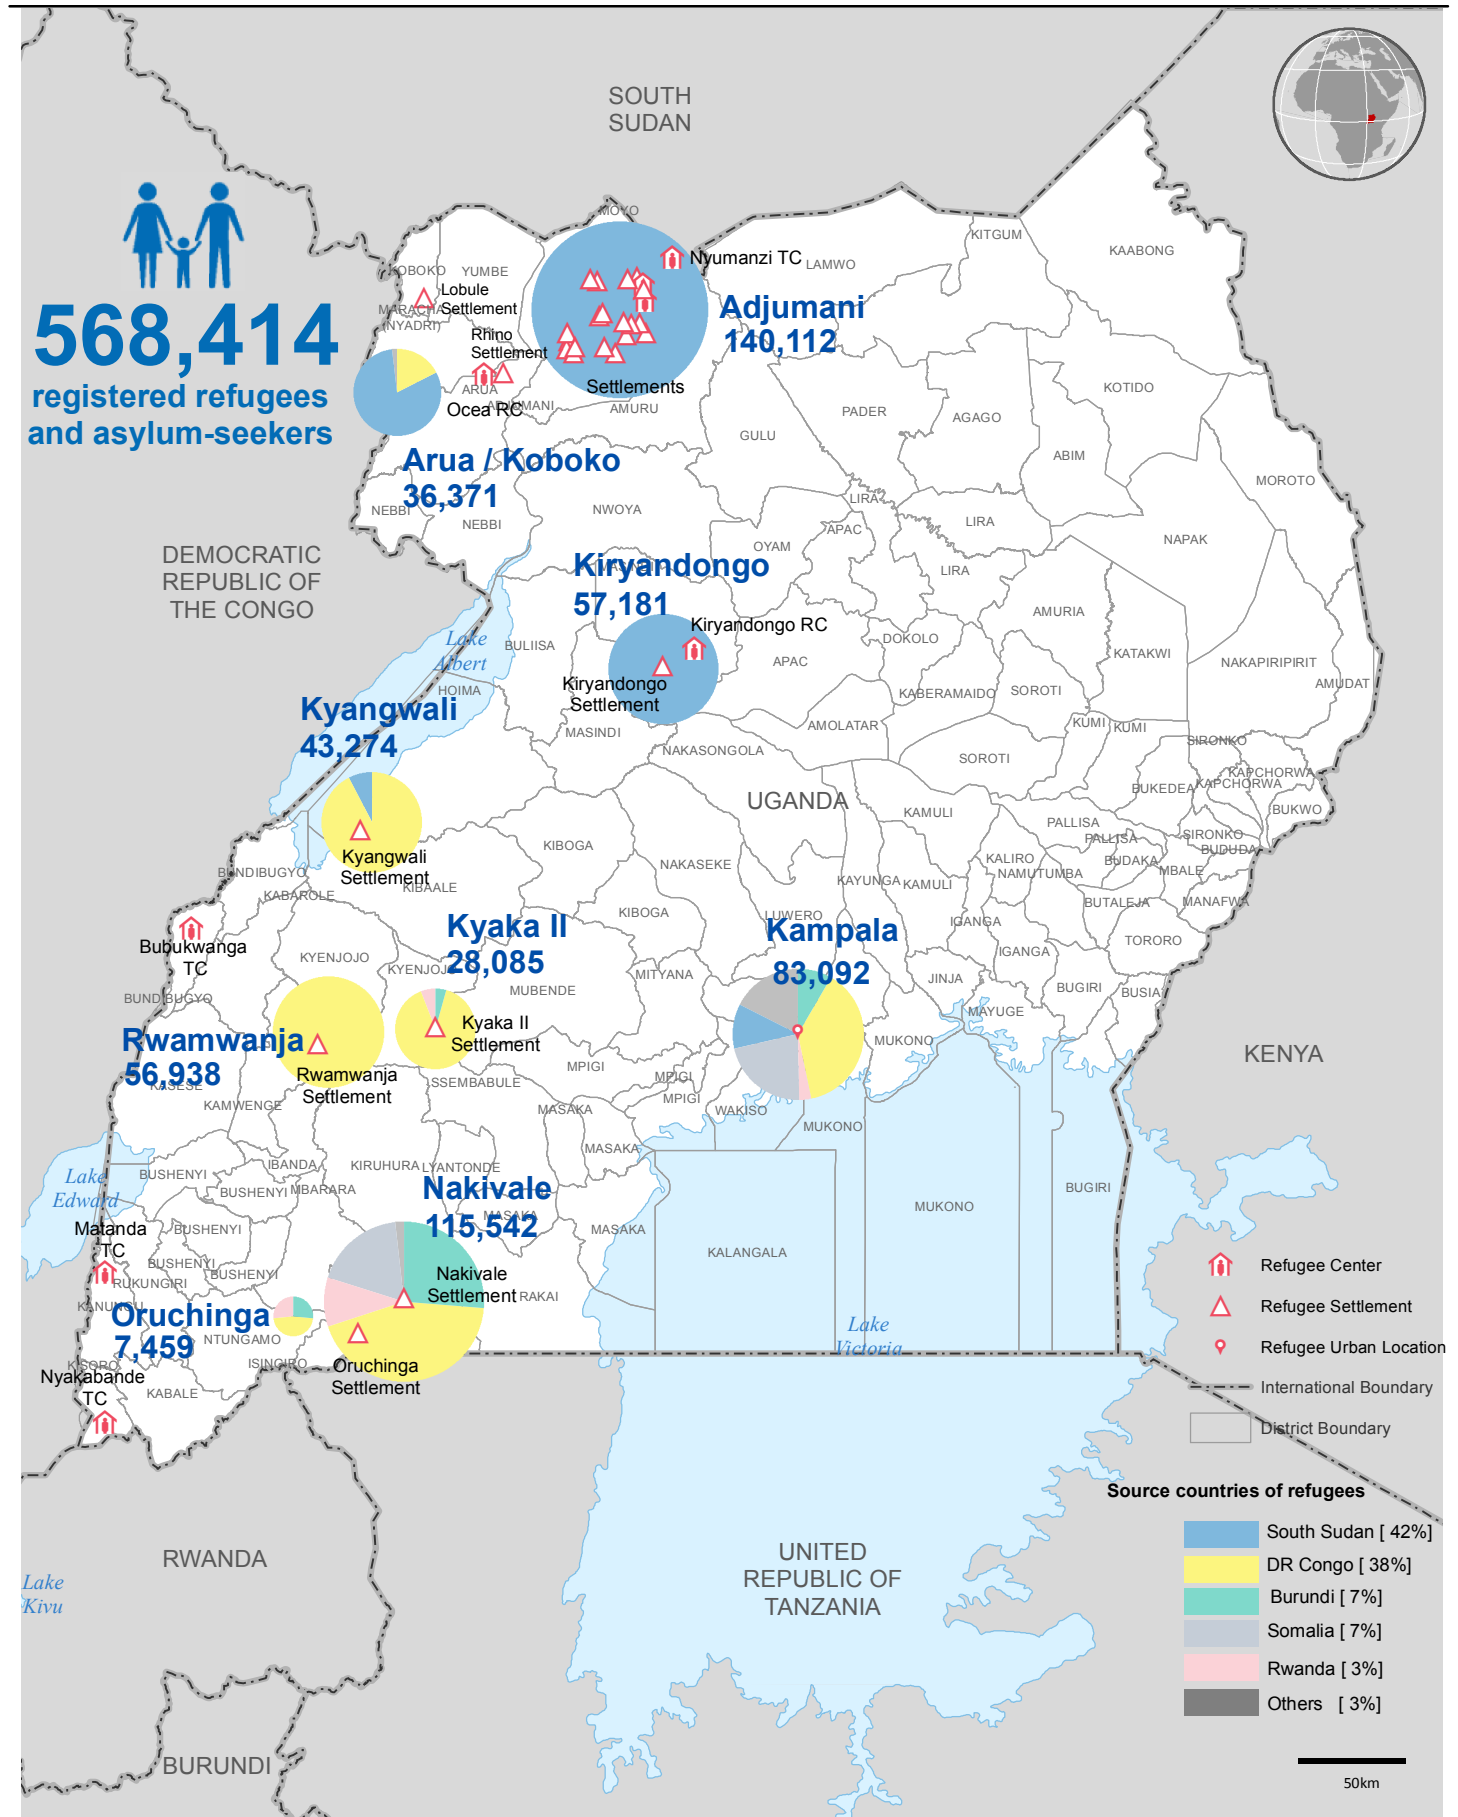 SOUTH
SUDAN
568,414
registered refugees
and asylum-seekers
MOYO
Nyumanzi TC
LAMWO
KITGUM
KAABONG
KOBOKO
YUMBE
Lobule
Settlement
MARACHA
(NYADRI)
Rhino
Settlement
Adjumani
140,112
ARUA
Ocea RC
ADJUMANI
Settlements
AMURU
KOTIDO
PADER
AGAGO
GULU
ABIM
MOROTO
Arua / Koboko
36,371
NEBBI
NEBBI
NWOYA
LIRA
LIRA
APAC
OYAM
NAPAK
DEMOCRATIC
REPUBLIC OF
THE CONGO
MASINDI
Kiryandongo
57,181
LIRA
AMURIA
Kiryandongo RC
DOKOLO
Lake
Albert
BULIISA
APAC
KATAKWI
NAKAPIRIPIRIT
AMUDAT
HOIMA
Kiryandongo
Settlement
KABERAMAIDO
SOROTI
Kyangwali
43,274
MASINDI
AMOLATAR
KUMI
KUMI
NAKASONGOLA
SIRONKO
SOROTI
KAPCHORWA
KAPCHORWA
BUKEDEA
UGANDA
BUKWO
KAMULI
PALLISA
PALLISA
SIRONKO
BUDUDA
KIBOGA
Kyangwali
Settlement
NAKASEKE
KALIRO
BUDAKA
NAMUTUMBA
MBALE
BUNDIBUGYO
KIBAALE
KABAROLE
KAYUNGA
KAMULI
BUTALEJA
MANAFWA
KIBOGA
LUWERO
IGANGA
Kyaka II
28,085
Kampala
83,092
Bubukwanga
TC
KYENJOJO
KYENJOJO
IGANGA
TORORO
MITYANA
JINJA
BUGIRI
BUSIA
MUBENDE
BUNDIBUGYO
MAYUGE
Kyaka II
Settlement
Rwamwanja
56,938
MUKONO
KENYA
Rwamwanja
Settlement
MPIGI
MPIGI
MPIGI
KASESE
SSEMBABULE
KAMWENGE
MASAKA
WAKISO
MUKONO
MASAKA
IBANDA
KIRUHURA
LYANTONDE
Lake
Edward
BUSHENYI
BUSHENYI
MBARARA
Nakivale
115,542
BUGIRI
MUKONO
MASAKA
MASAKA
Matanda
TC
BUSHENYI
KALANGALA
BUSHENYI
BUSHENYI
RUKUNGIRI
Nakivale
Settlement
RAKAI
Refugee Center
KANUNGU
Oruchinga
7,459
Refugee Settlement
NTUNGAMO
Lake
Victoria
Refugee Urban Location
KISORO
Nyakabande
TC
ISINGIRO
Oruchinga
Settlement
International Boundary
KABALE
District Boundary
Source countries of refugees
South Sudan [ 42%]
DR Congo [ 38%]
Burundi [ 7%]
Somalia [ 7%]
Rwanda [ 3%]
Others [ 3%]
RWANDA
Lake
Kivu
UNITED
REPUBLIC OF
TANZANIA
BURUNDI
50km